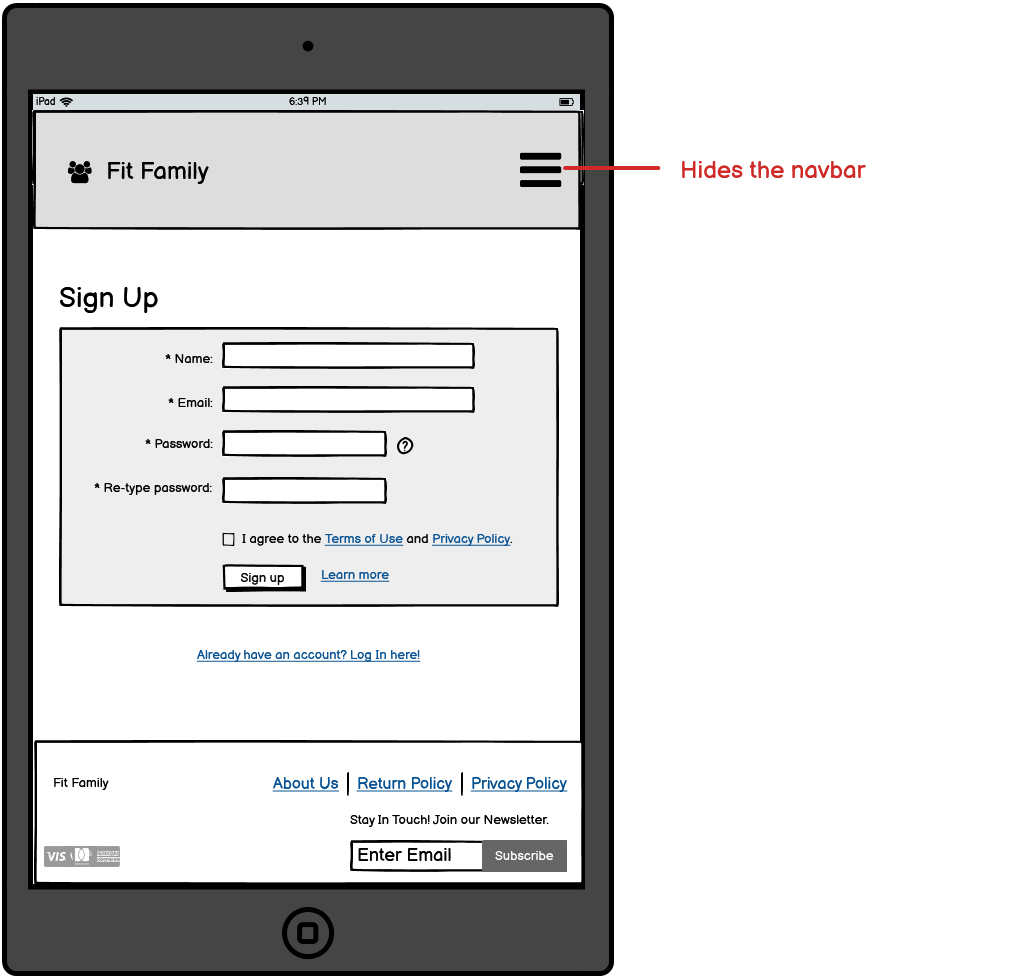 iPad 6:39 PM
Fit Family
Hides the navbar
Sign Up
* Name:
* Email:
* Password: ?
* Re-type password:
I agree to the Terms of Use and Privacy Policy.
Sign up Learn more
Already have an account? Log In here!
Fit Family About Us Return Policy Privacy Policy
Stay In Touch! Join our Newsletter.
VIS
Enter Email Subscribe